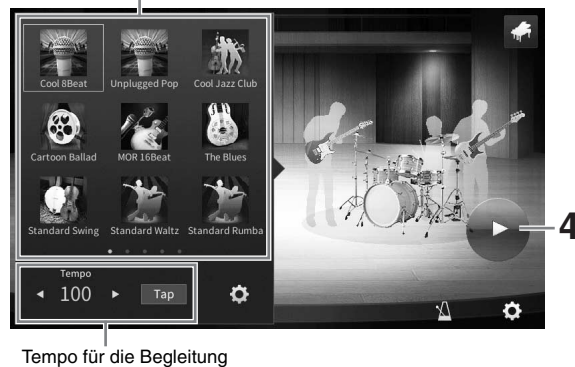 Cool 8Beat Unplugged Pop Cool Jazz Club
Cartoon Ballad MOR 16Beat The Blues
Standard Swing Standard Waltz Standard Rumba
4
Tempo
100 Tap
Tempo für die Begleitung